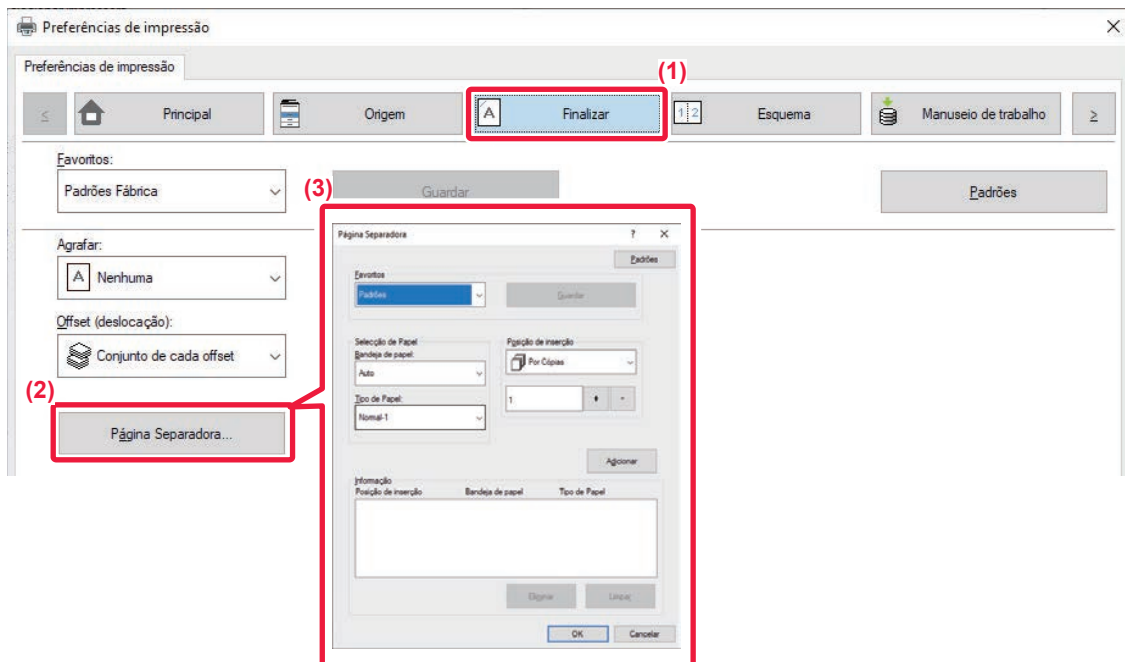 Preferências de impressão
Preferências de impressão
(1)
≤
Principal
Origem
A
Finalizar
1 2
Esquema
Manuseio de trabalho
≥
Favoritos:
Padrões Fábrica
(3)
Guardar
Padrões
Agrafar:
A Nenhuma
Offset (deslocação):
Conjunto de cada offset
(2)
Página Separadora...
Página Separadora
?
Padrões
Favoritos
Padrões
Guardar
Selecção de Papel
Bandeja de papel:
Auto
Tipo de Papel:
Normal-1
Posição de inserção
Por Cópias
1
+ -
Adicionar
Informação
Posição de inserção Bandeja de papel Tipo de Papel
Eliminar
Limpar
OK
Cancelar